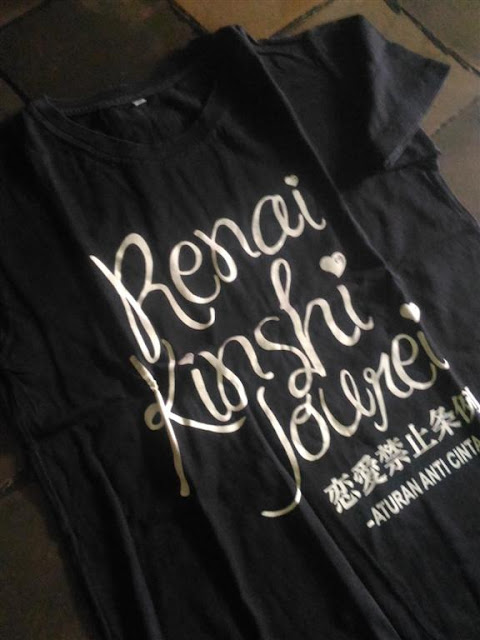 Renai
Kinshi
Jourei
恋愛禁止条例
-ATURAN ANTI CINTA